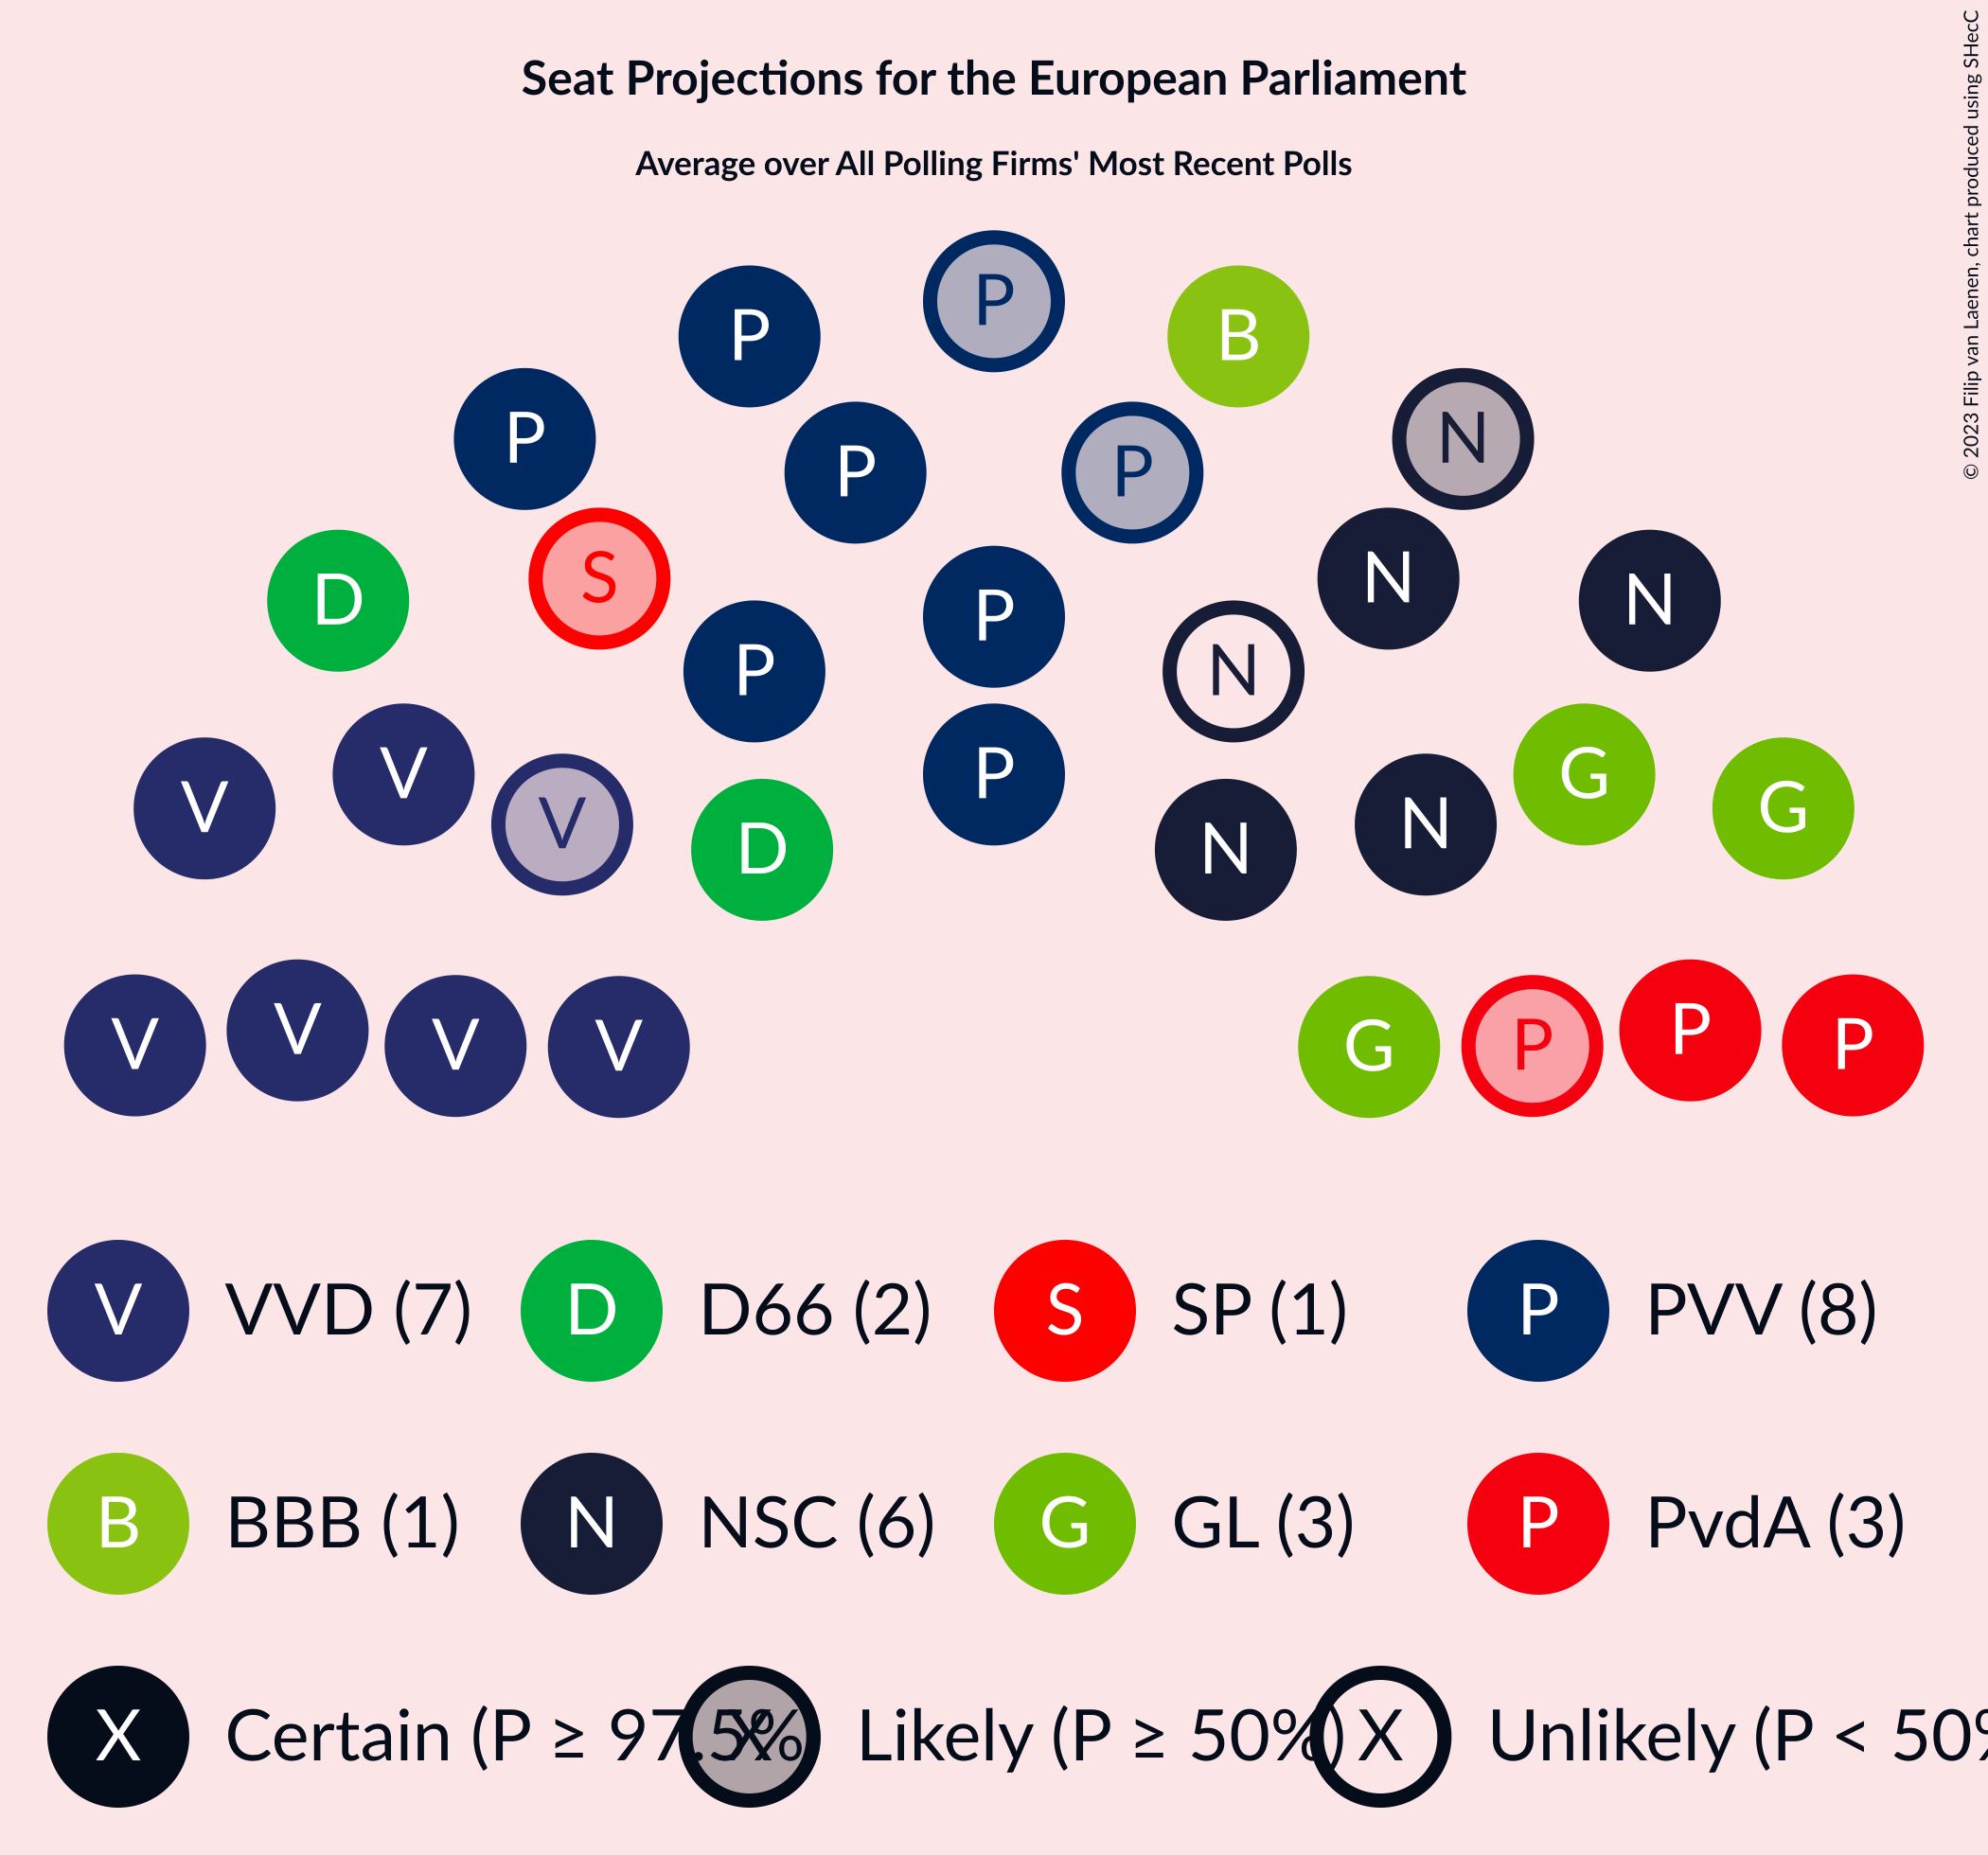 Seat Projections for the European Parliament
Average over All Polling Firms' Most Recent Polls
© 2023 Filip van Laenen, chart produced using SHecC
P
P B
P N
P P
D S N N
P P N
V V V G G
P N
D N
V V V V G P P P
V VVD (7) D D66 (2) S SP (1) P PVV (8)
B BBB (1) N NSC (6) G GL (3) P PvdA (3)
X Certain (P ≥ 97.5% X Likely (P ≥ 50%) X Unlikely (P < 50%